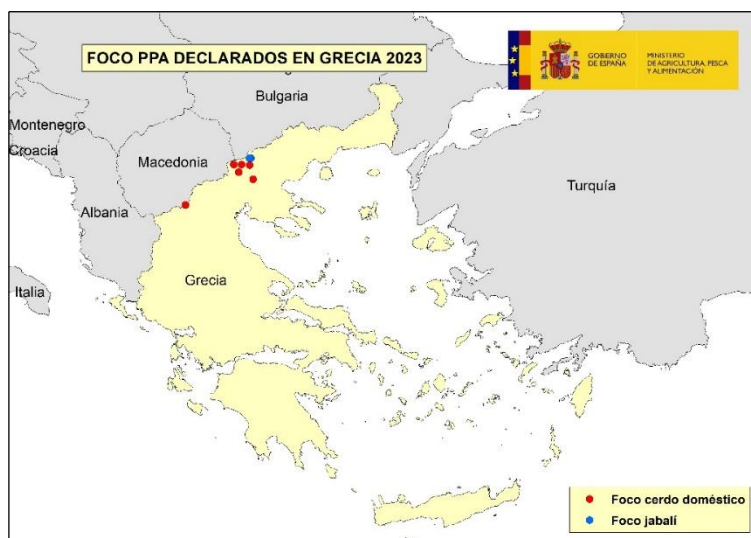 FOCO PPA DECLARADOS EN GRECIA 2023
GOBIERNO
DE ESPAÑA
MINISTERIO
DE AGRICULTURA, PESCA
Y ALIMENTACIÓN
Bulgaria
Montenegro
Croacia
Macedonia
Albania
Turquía
Italia
Grecia
Foco cerdo doméstico
Foco jabalí